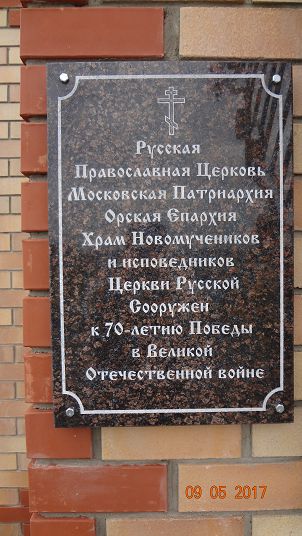 Русская
Православная Церковь
Московская Патриархия
Орская Епархия
Храм Новомучеников
и исповедников
Церкви Русской
Сооружен
к 70-летию Победы
в Великой
Отечественной войне
09 05 2017